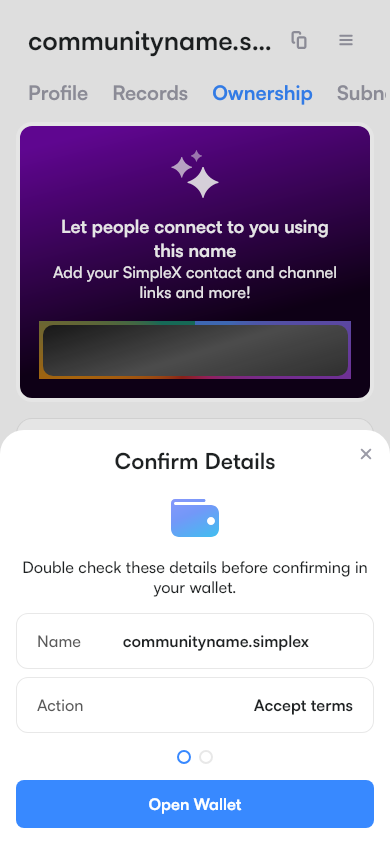 communityname.s...
Profile Records Ownership Subn
Let people connect to you using
this name
Add your SimpleX contact and channel
links and more!
Confirm Details
Double check these details before confirming in
your wallet.
Name communityname.simplex
Action Accept terms
Open Wallet